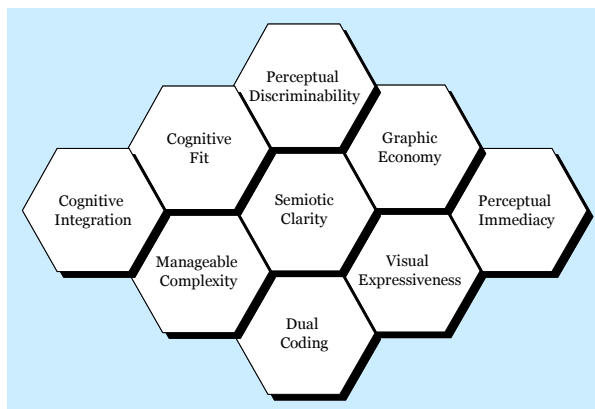 Perceptual
Discriminability
Cognitive
Fit
Graphic
Economy
Cognitive
Integration
Semiotic
Clarity
Perceptual
Immediacy
Manageable
Complexity
Visual
Expressiveness
Dual
Coding